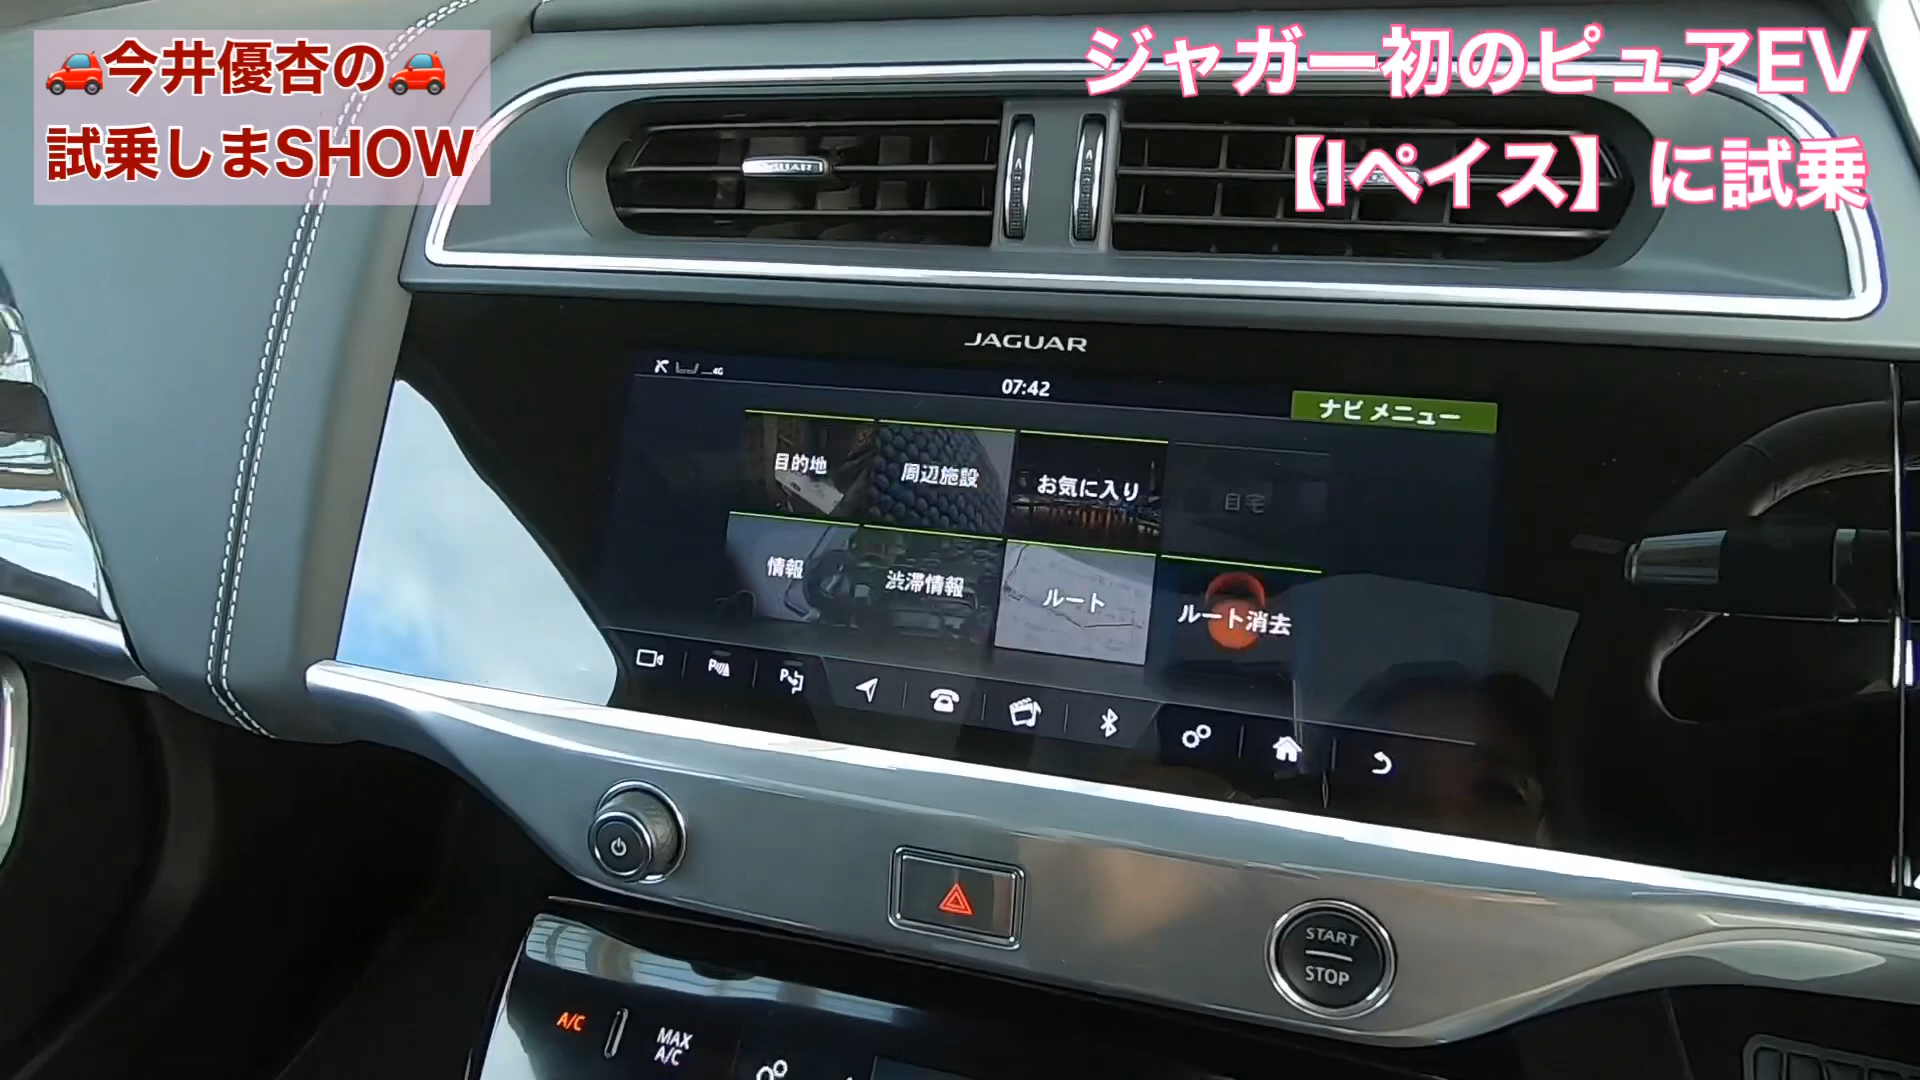 今井優杏の
試乗しまSHOW
ジャガー初のピュアEV
【Iペイス】に試乗
JAGUAR
JAGUAR
4G
07:42
ナビ メニュー
目的地
周辺施設
お気に入り
自宅
情報
渋滞情報
ルート
ルート消去
START
STOP
A/C
MAX
A/C